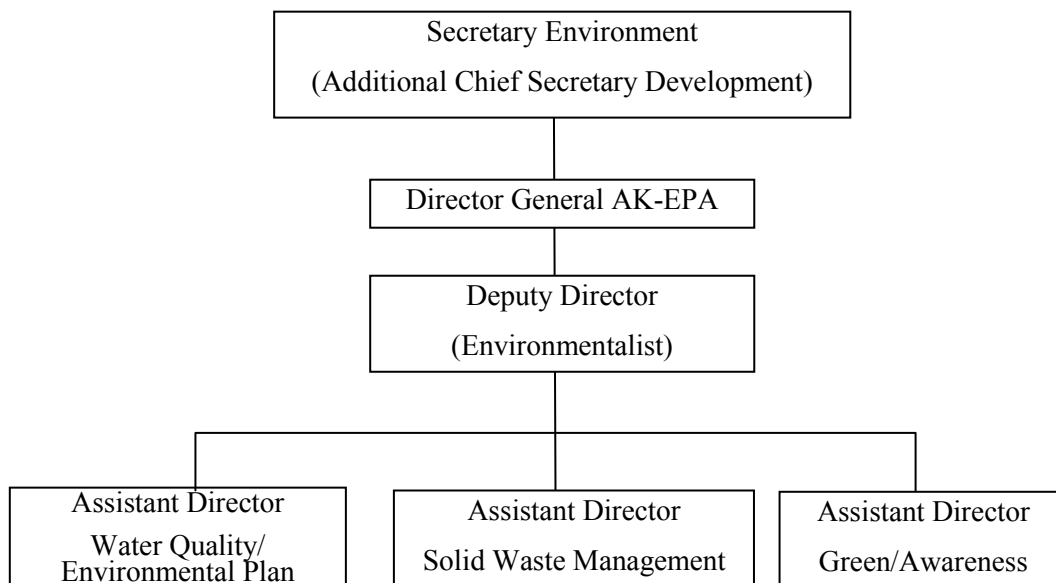 Secretary Environment
(Additional Chief Secretary Development)
Director General AK-EPA
Deputy Director
(Environmentalist)
Assistant Director
Water Quality/
Environmental Plan
Assistant Director
Solid Waste Management
Assistant Director
Green/Awareness